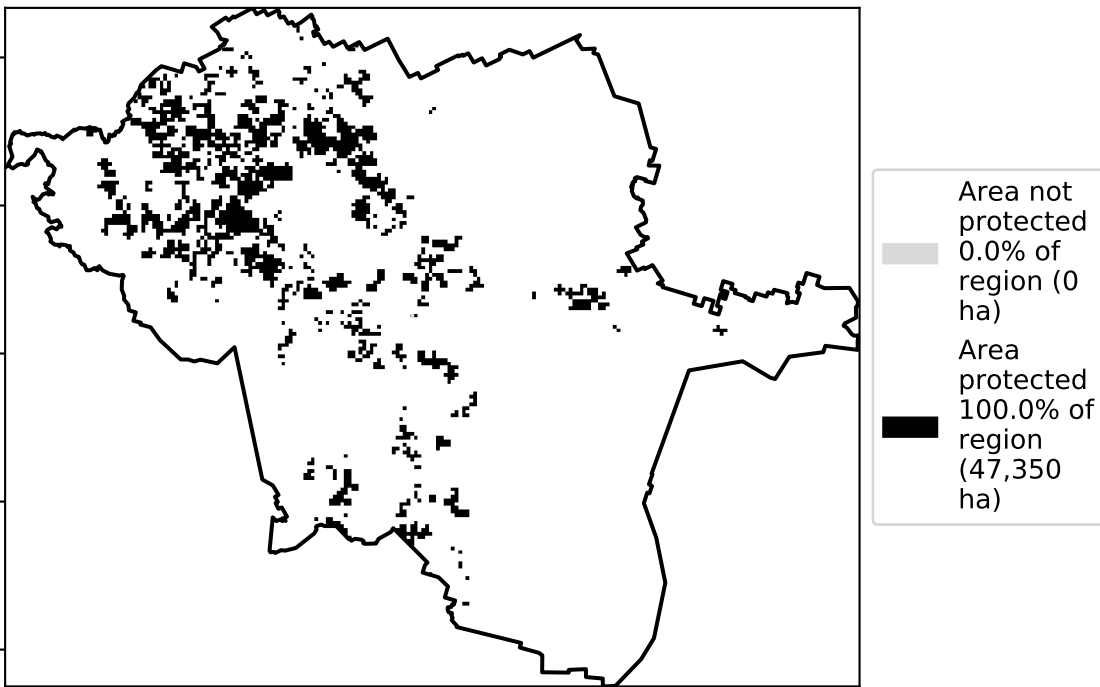 Area not
protected
0.0% of
region (0
ha)
Area
protected
100.0% of
region
(47,350
ha)